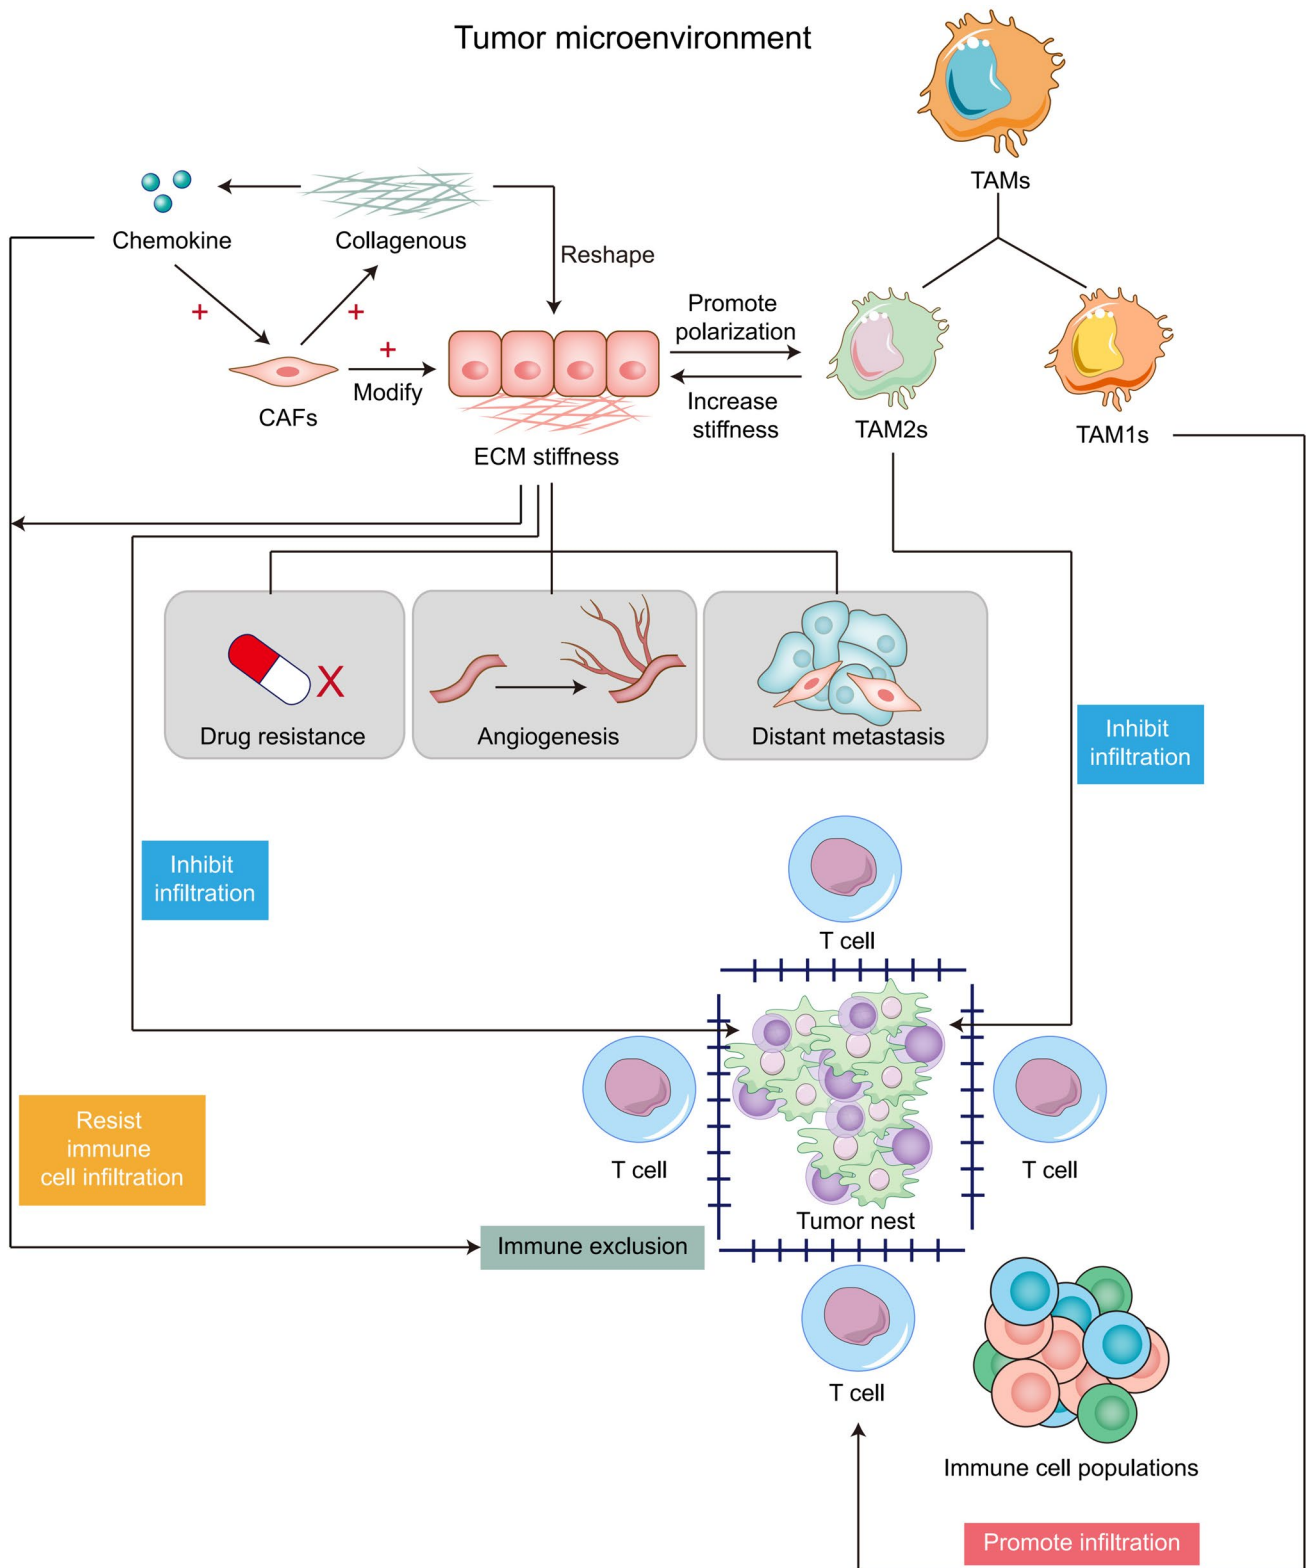 Tumor microenvironment
TAMs
Chemokine
Collagenous
Reshape
+
+
+
Modify
CAFs
Promote
polarization
Increase
stiffness
ECM stiffness
TAM2s
TAM1s
X
Drug resistance
Angiogenesis
Distant metastasis
Inhibit
infiltration
Inhibit
infiltration
T cell
T cell
T cell
Resist
immune
cell infiltration
Tumor nest
Immune exclusion
T cell
Immune cell populations
Promote infiltration